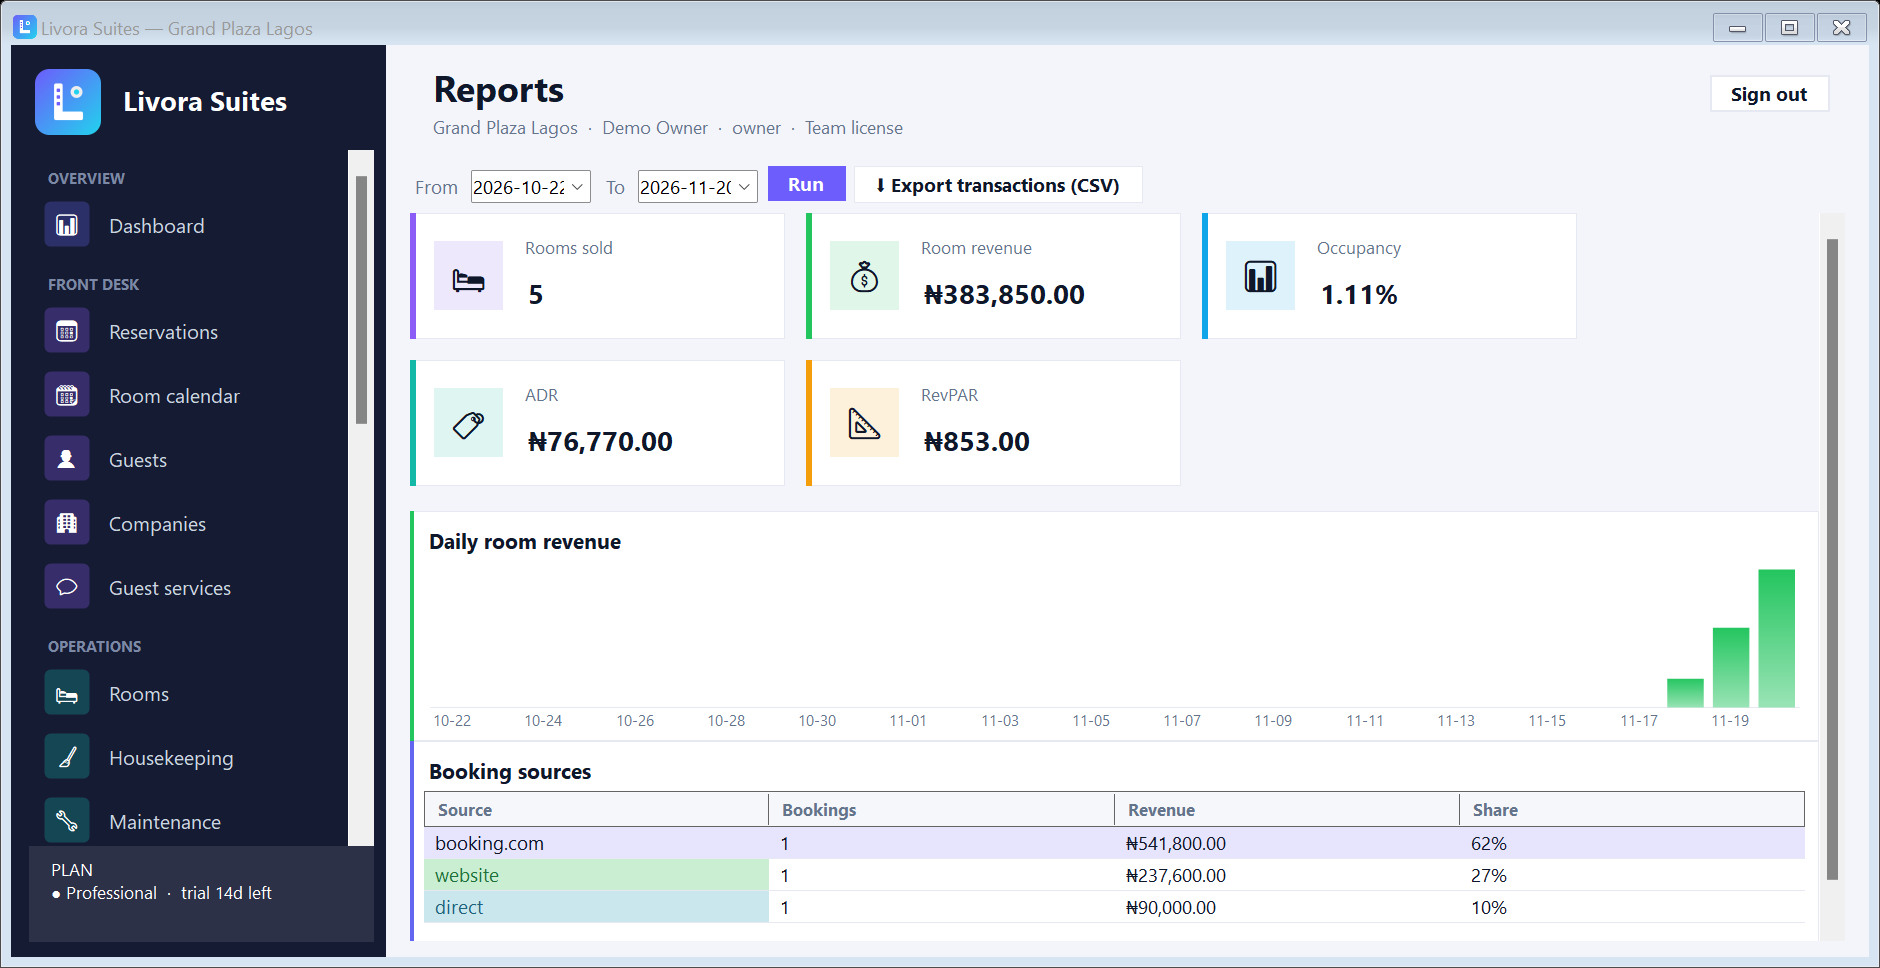 Livora Suites — Grand Plaza Lagos
Livora Suites
OVERVIEW
Dashboard
FRONT DESK
Reservations
Room calendar
Guests
Companies
Guest services
OPERATIONS
Rooms
Housekeeping
Maintenance
PLAN
● Professional · trial 14d left
Reports
Sign out
Grand Plaza Lagos · Demo Owner · owner · Team license
From 2026-10-22 To 2026-11-20 Run ⬇ Export transactions (CSV)
Rooms sold
5
Room revenue
₦383,850.00
Occupancy
1.11%
ADR
₦76,770.00
RevPAR
₦853.00
Daily room revenue
10-22 10-24 10-26 10-28 10-30 11-01 11-03 11-05 11-07 11-09 11-11 11-13 11-15 11-17 11-19
Booking sources
Source Bookings Revenue Share
booking.com 1 ₦541,800.00 62%
website 1 ₦237,600.00 27%
direct 1 ₦90,000.00 10%